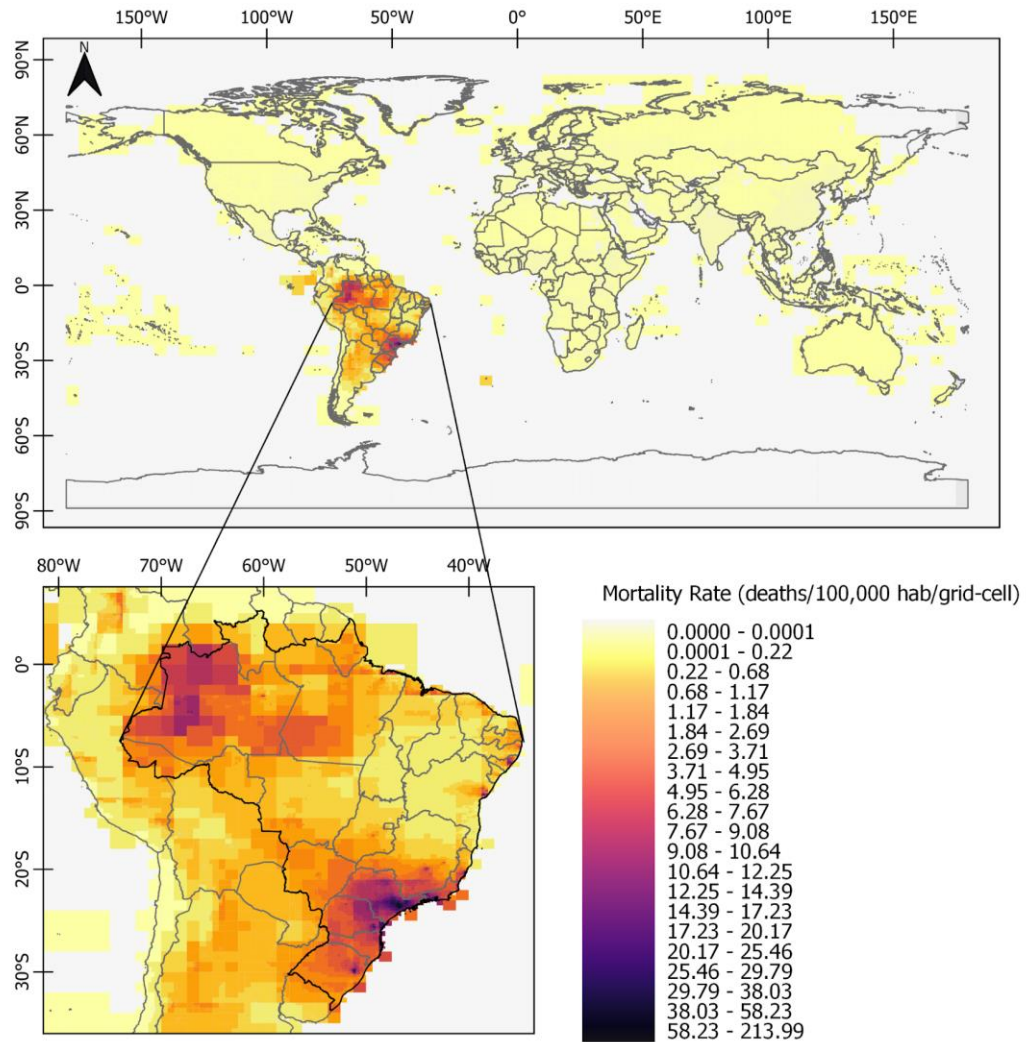 150°W 100°W 50°W 0° 50°E 100°E 150°E
N
90°N
60°N
30°N
0°
30°S
60°S
90°S
80°W 70°W 60°W 50°W 40°W
0°
10°S
20°S
30°S
Mortality Rate (deaths/100,000 hab/grid-cell)
0.0000 - 0.0001
0.0001 - 0.22
0.22 - 0.68
0.68 - 1.17
1.17 - 1.84
1.84 - 2.69
2.69 - 3.71
3.71 - 4.95
4.95 - 6.28
6.28 - 7.67
7.67 - 9.08
9.08 - 10.64
10.64 - 12.25
12.25 - 14.39
14.39 - 17.23
17.23 - 20.17
20.17 - 25.46
25.46 - 29.79
29.79 - 38.03
38.03 - 58.23
58.23 - 213.99